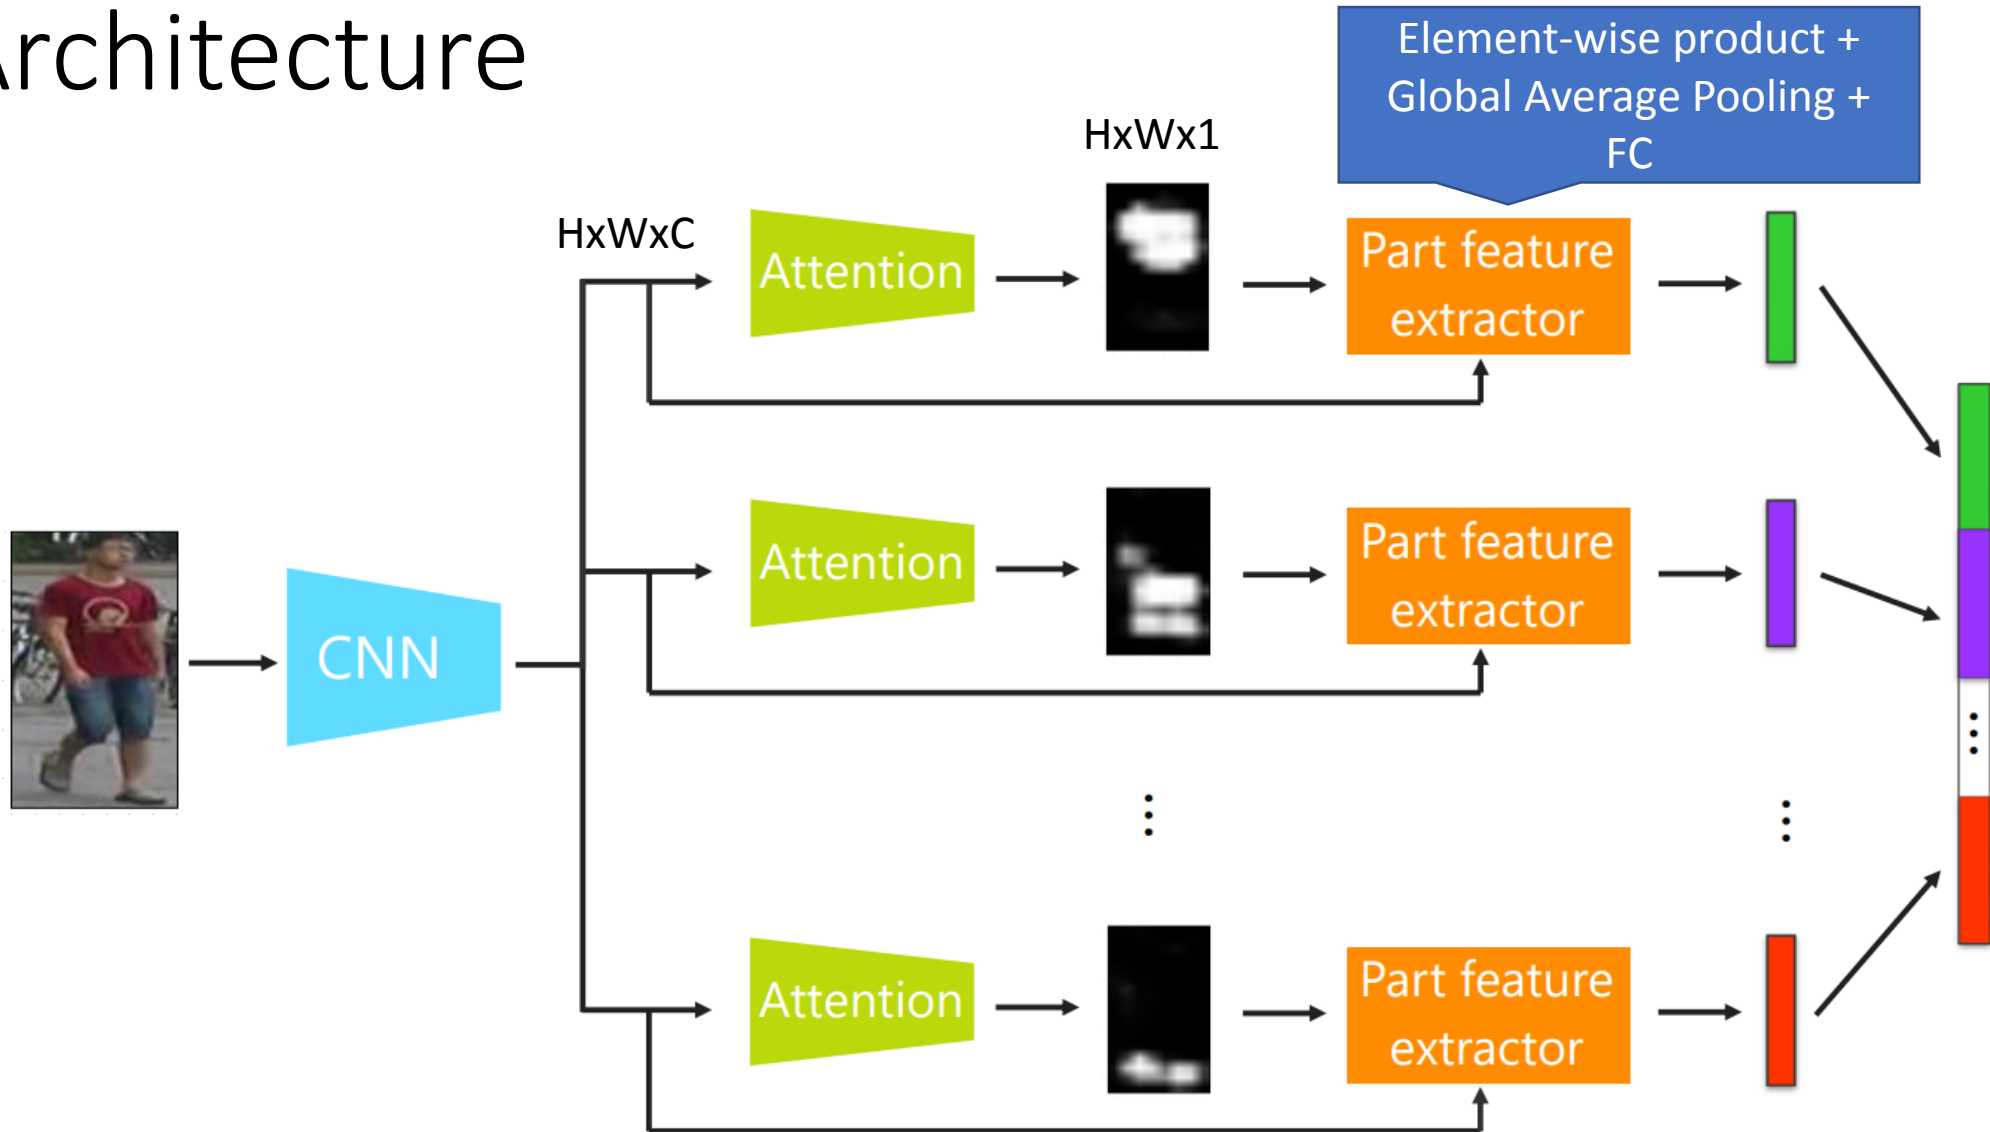 Architecture
Element-wise product +
Global Average Pooling +
FC
HxWx1
HxWxC
Attention
Part feature
extractor
Attention
Part feature
extractor
CNN
Attention
Part feature
extractor